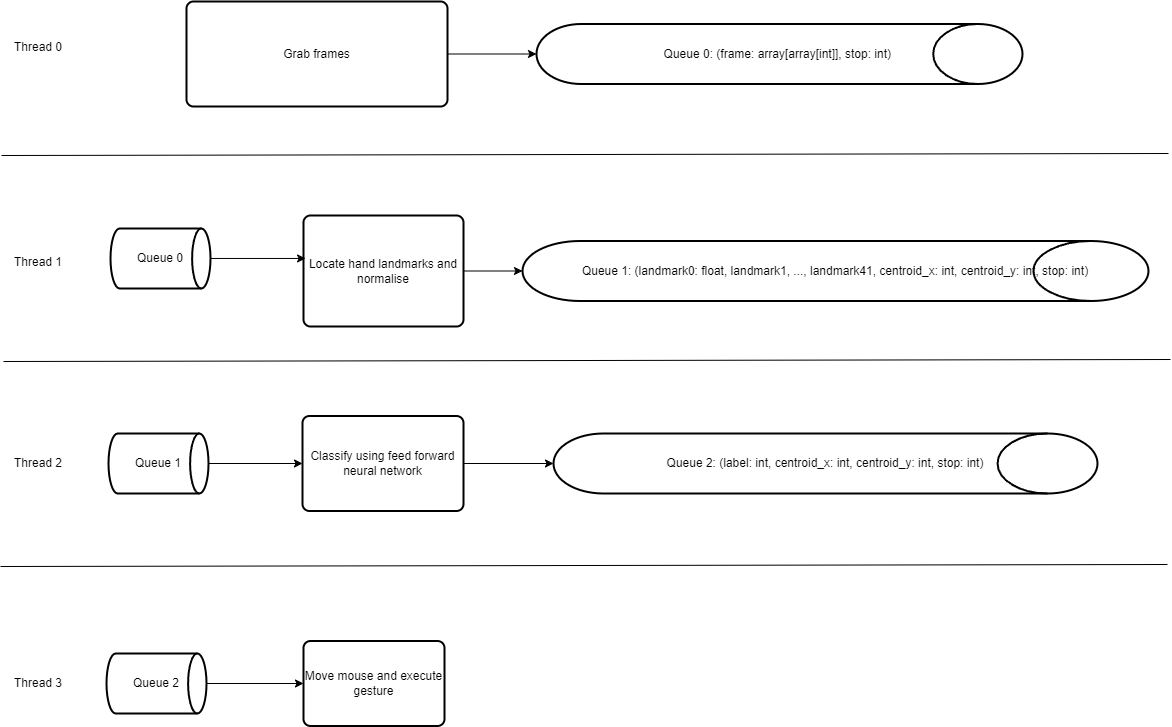 Thread 0
Grab frames
Queue 0: (frame: array[array[int]], stop: int)
Thread 1
Queue 0
Locate hand landmarks and
normalise
Queue 1: (landmark0: float, landmark1, ..., landmark41, centroid_x: int, centroid_y: int, stop: int)
Thread 2
Queue 1
Classify using feed forward
neural network
Queue 2: (label: int, centroid_x: int, centroid_y: int, stop: int)
Thread 3
Queue 2
Move mouse and execute
gesture